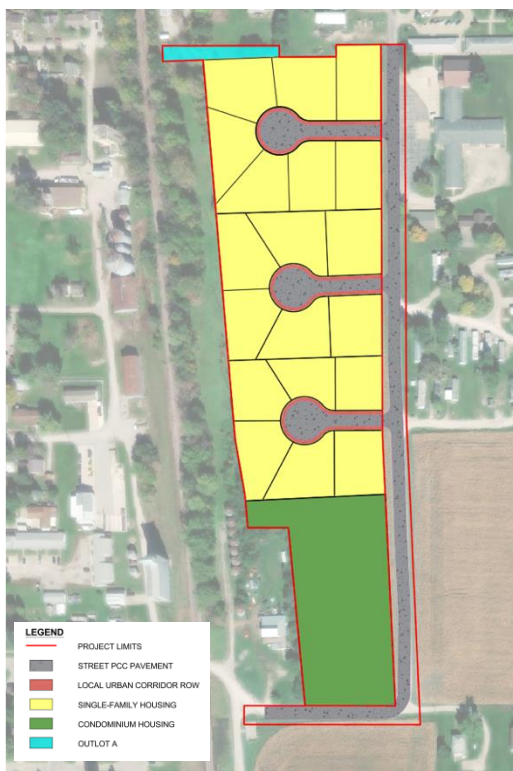 LEGEND
PROJECT LIMITS
STREET PCC PAVEMENT
LOCAL URBAN CORRIDOR ROW
SINGLE-FAMILY HOUSING
CONDOMINIUM HOUSING
OUTLOT A